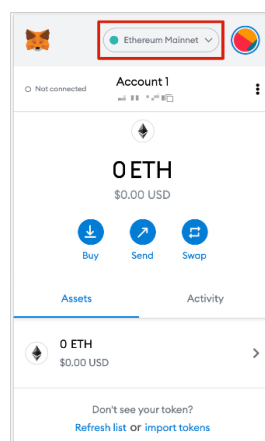 Ethereum Mainnet
Not connected
Account 1
0 ETH
$0.00 USD
Buy
Send
Swap
Assets
Activity
0 ETH
$0.00 USD
Don't see your token?
Refresh list or import tokens